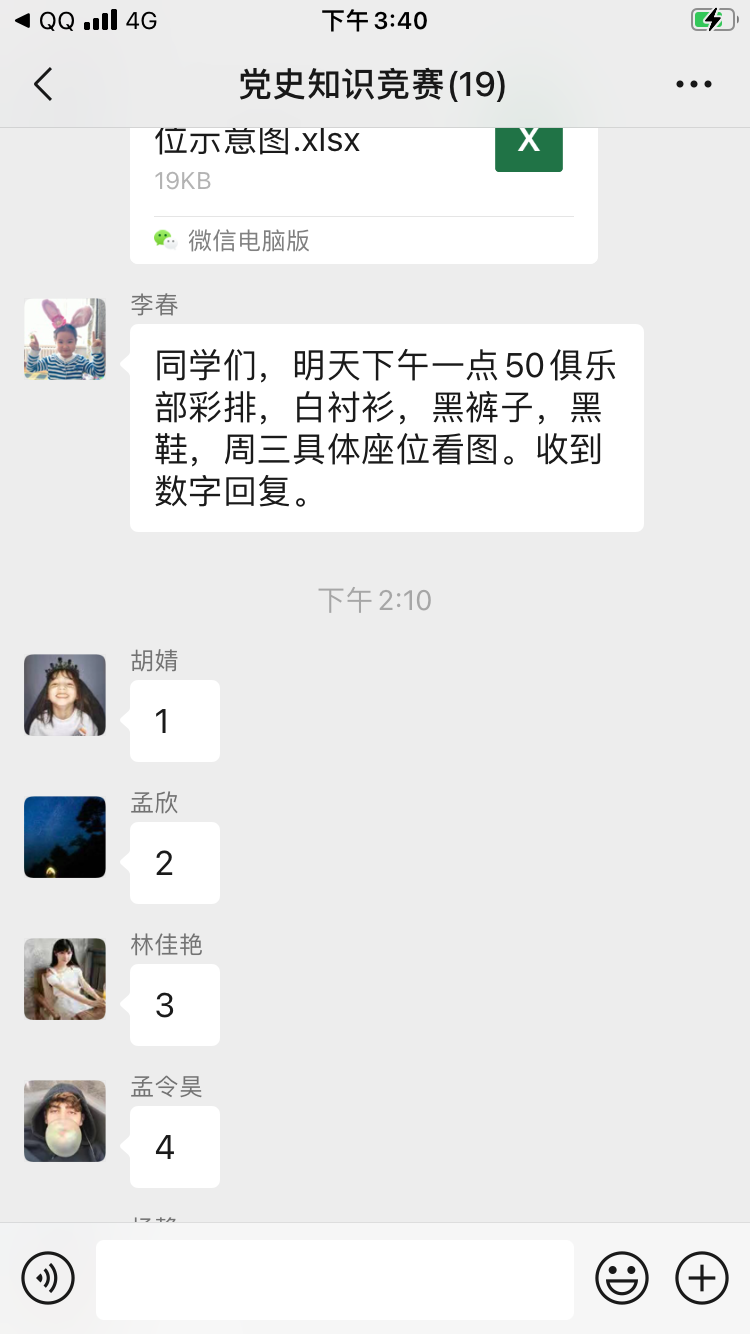 QQ 4G 下午 3:40
党史知识竞赛(19)
位示意图.xlsx
X
19KB
微信电脑版
李春
同学们，明天下午一点50俱乐
部彩排，白衬衫，黑裤子，黑
鞋，周三具体座位看图。收到
数字回复。
下午 2:10
胡婧
1
孟欣
2
林佳艳
3
孟令昊
4